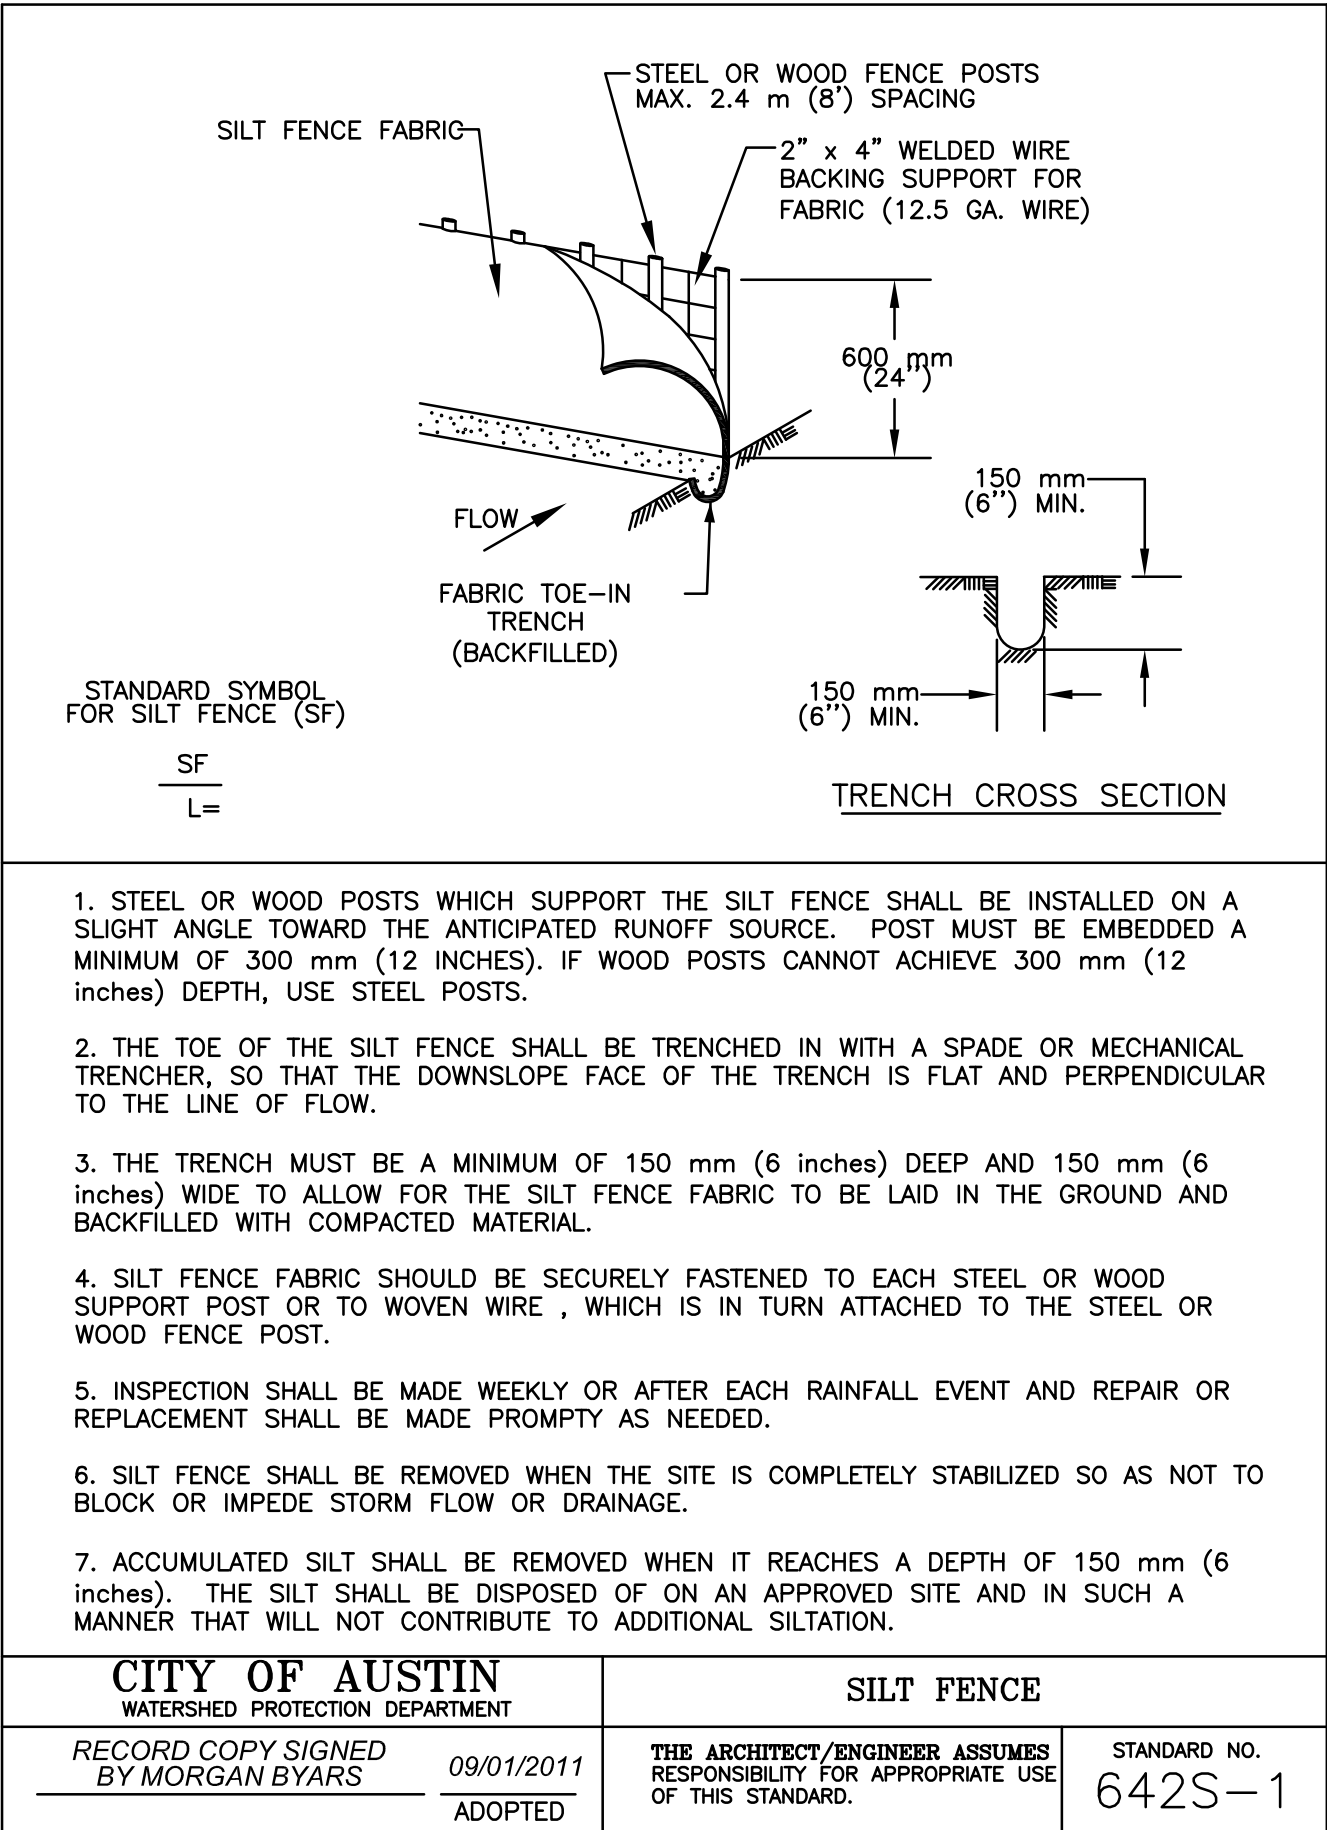 STEEL OR WOOD FENCE POSTS
MAX. 2.4 m (8') SPACING
SILT FENCE FABRIC
2" x 4" WELDED WIRE
BACKING SUPPORT FOR
FABRIC (12.5 GA. WIRE)
600 mm
(24'')
150 mm
(6'') MIN.
FLOW
FABRIC TOE-IN
TRENCH
(BACKFILLED)
STANDARD SYMBOL
FOR SILT FENCE (SF)
150 mm
(6'') MIN.
SF
L=
TRENCH CROSS SECTION
1. STEEL OR WOOD POSTS WHICH SUPPORT THE SILT FENCE SHALL BE INSTALLED ON A
SLIGHT ANGLE TOWARD THE ANTICIPATED RUNOFF SOURCE. POST MUST BE EMBEDDED A
MINIMUM OF 300 mm (12 INCHES). IF WOOD POSTS CANNOT ACHIEVE 300 mm (12
inches) DEPTH, USE STEEL POSTS.
2. THE TOE OF THE SILT FENCE SHALL BE TRENCHED IN WITH A SPADE OR MECHANICAL
TRENCHER, SO THAT THE DOWNSLOPE FACE OF THE TRENCH IS FLAT AND PERPENDICULAR
TO THE LINE OF FLOW.
3. THE TRENCH MUST BE A MINIMUM OF 150 mm (6 inches) DEEP AND 150 mm (6
inches) WIDE TO ALLOW FOR THE SILT FENCE FABRIC TO BE LAID IN THE GROUND AND
BACKFILLED WITH COMPACTED MATERIAL.
4. SILT FENCE FABRIC SHOULD BE SECURELY FASTENED TO EACH STEEL OR WOOD
SUPPORT POST OR TO WOVEN WIRE , WHICH IS IN TURN ATTACHED TO THE STEEL OR
WOOD FENCE POST.
5. INSPECTION SHALL BE MADE WEEKLY OR AFTER EACH RAINFALL EVENT AND REPAIR OR
REPLACEMENT SHALL BE MADE PROMPTY AS NEEDED.
6. SILT FENCE SHALL BE REMOVED WHEN THE SITE IS COMPLETELY STABILIZED SO AS NOT TO
BLOCK OR IMPEDE STORM FLOW OR DRAINAGE.
7. ACCUMULATED SILT SHALL BE REMOVED WHEN IT REACHES A DEPTH OF 150 mm (6
inches). THE SILT SHALL BE DISPOSED OF ON AN APPROVED SITE AND IN SUCH A
MANNER THAT WILL NOT CONTRIBUTE TO ADDITIONAL SILTATION.
CITY OF AUSTIN
WATERSHED PROTECTION DEPARTMENT
SILT FENCE
RECORD COPY SIGNED
BY MORGAN BYARS
09/01/2011
ADOPTED
THE ARCHITECT/ENGINEER ASSUMES
RESPONSIBILITY FOR APPROPRIATE USE
OF THIS STANDARD.
STANDARD NO.
642S-1